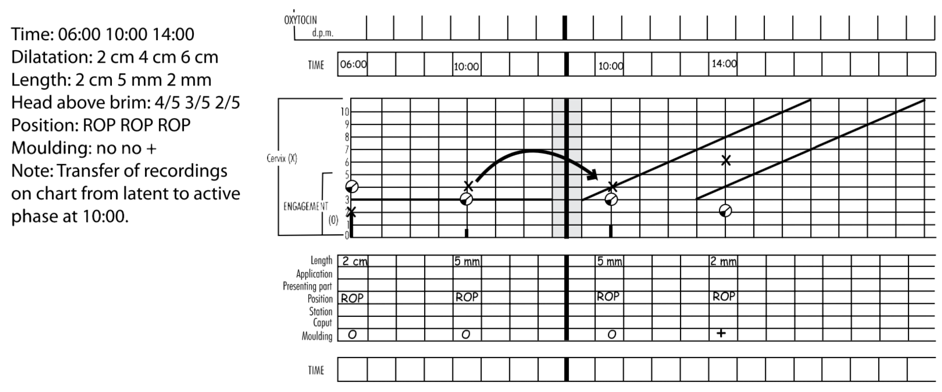 Time: 06:00 10:00 14:00
Dilatation: 2 cm 4 cm 6 cm
Length: 2 cm 5 mm 2 mm
Head above brim: 4/5 3/5 2/5
Position: ROP ROP ROP
Moulding: no no +
Note: Transfer of recordings
on chart from latent to active
phase at 10:00.
OXYTOCIN
d.p.m.
TIME 06:00 10:00 10:00 14:00
10
9
8
7
Cervix (X)
6
5
4
3
ENGAGEMENT
2
(0)
1
0
Length 2 cm 5 mm 5 mm 2 mm
Application
Presenting part
Position ROP ROP ROP ROP
Station
Caput
Moulding O O O +
TIME